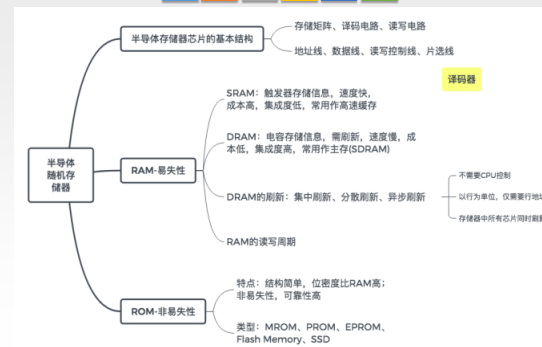 半导体存储器芯片的基本结构
存储矩阵、译码电路、读写电路
地址线、数据线、读写控制线、片选线
译码器
半导体
随机存
储器
RAM-易失性
SRAM：触发器存储信息，速度快，
成本高，集成度低，常用作高速缓存
DRAM：电容存储信息，需刷新，速度慢，成
本低，集成度高，常用作主存(SDRAM)
DRAM的刷新：集中刷新、分散刷新、异步刷新
不需要CPU控制
以行为单位，仅需要行地址
存储器中所有芯片同时刷新
RAM的读写周期
ROM-非易失性
特点：结构简单，位密度比RAM高；
非易失性，可靠性高
类型：MROM、PROM、EPROM、
Flash Memory、SSD